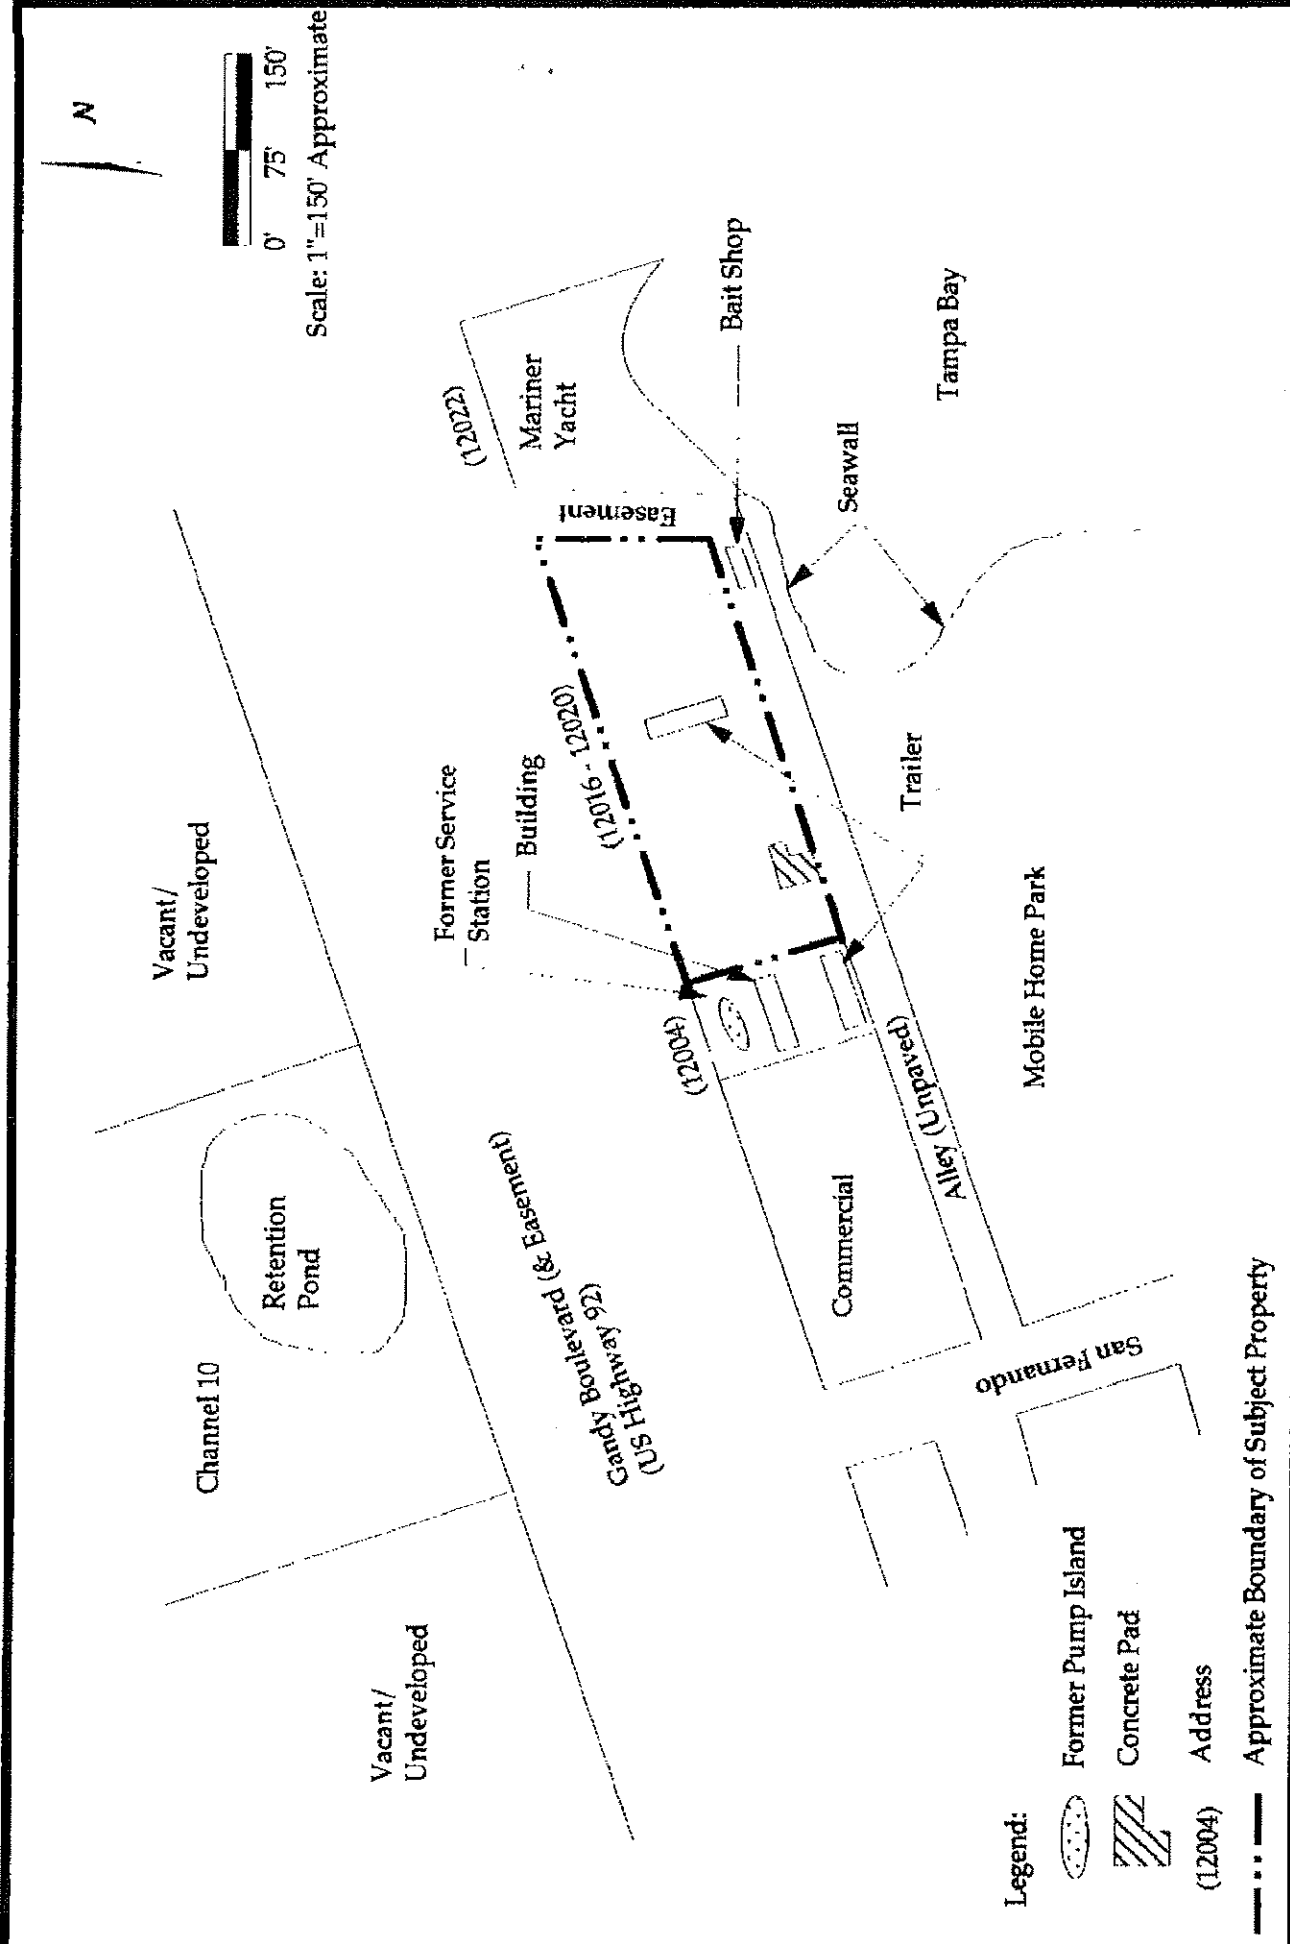 N
0' 75' 150'
Scale: 1"=150' Approximate
Vacant/
Undeveloped
Channel 10
Retention
Pond
Vacant/
Undeveloped
Gandy Boulevard (& Easement)
(US Highway 92)
Former Service
Station
Building
(12004)
(12016 - 12020)
(12022)
Mariner
Yacht
Easement
Bait Shop
Seawall
Tampa Bay
Trailer
Commercial
Alley (Unpaved)
Mobile Home Park
San Fernando
Legend:
Former Pump Island
Concrete Pad
(12004) Address
Approximate Boundary of Subject Property